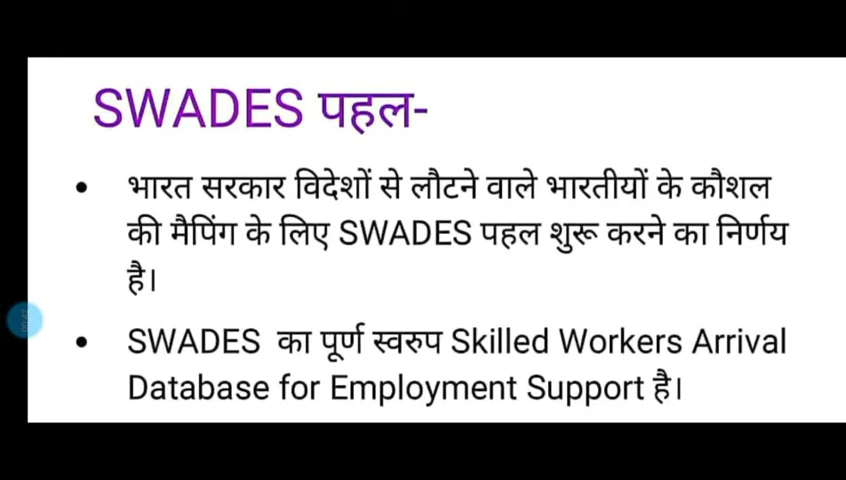 SWADES पहल-
• भारत सरकार विदेशों से लौटने वाले भारतीयों के कौशल
की मैपिंग के लिए SWADES पहल शुरू करने का निर्णय
है।
• SWADES का पूर्ण स्वरुप Skilled Workers Arrival
Database for Employment Support है।